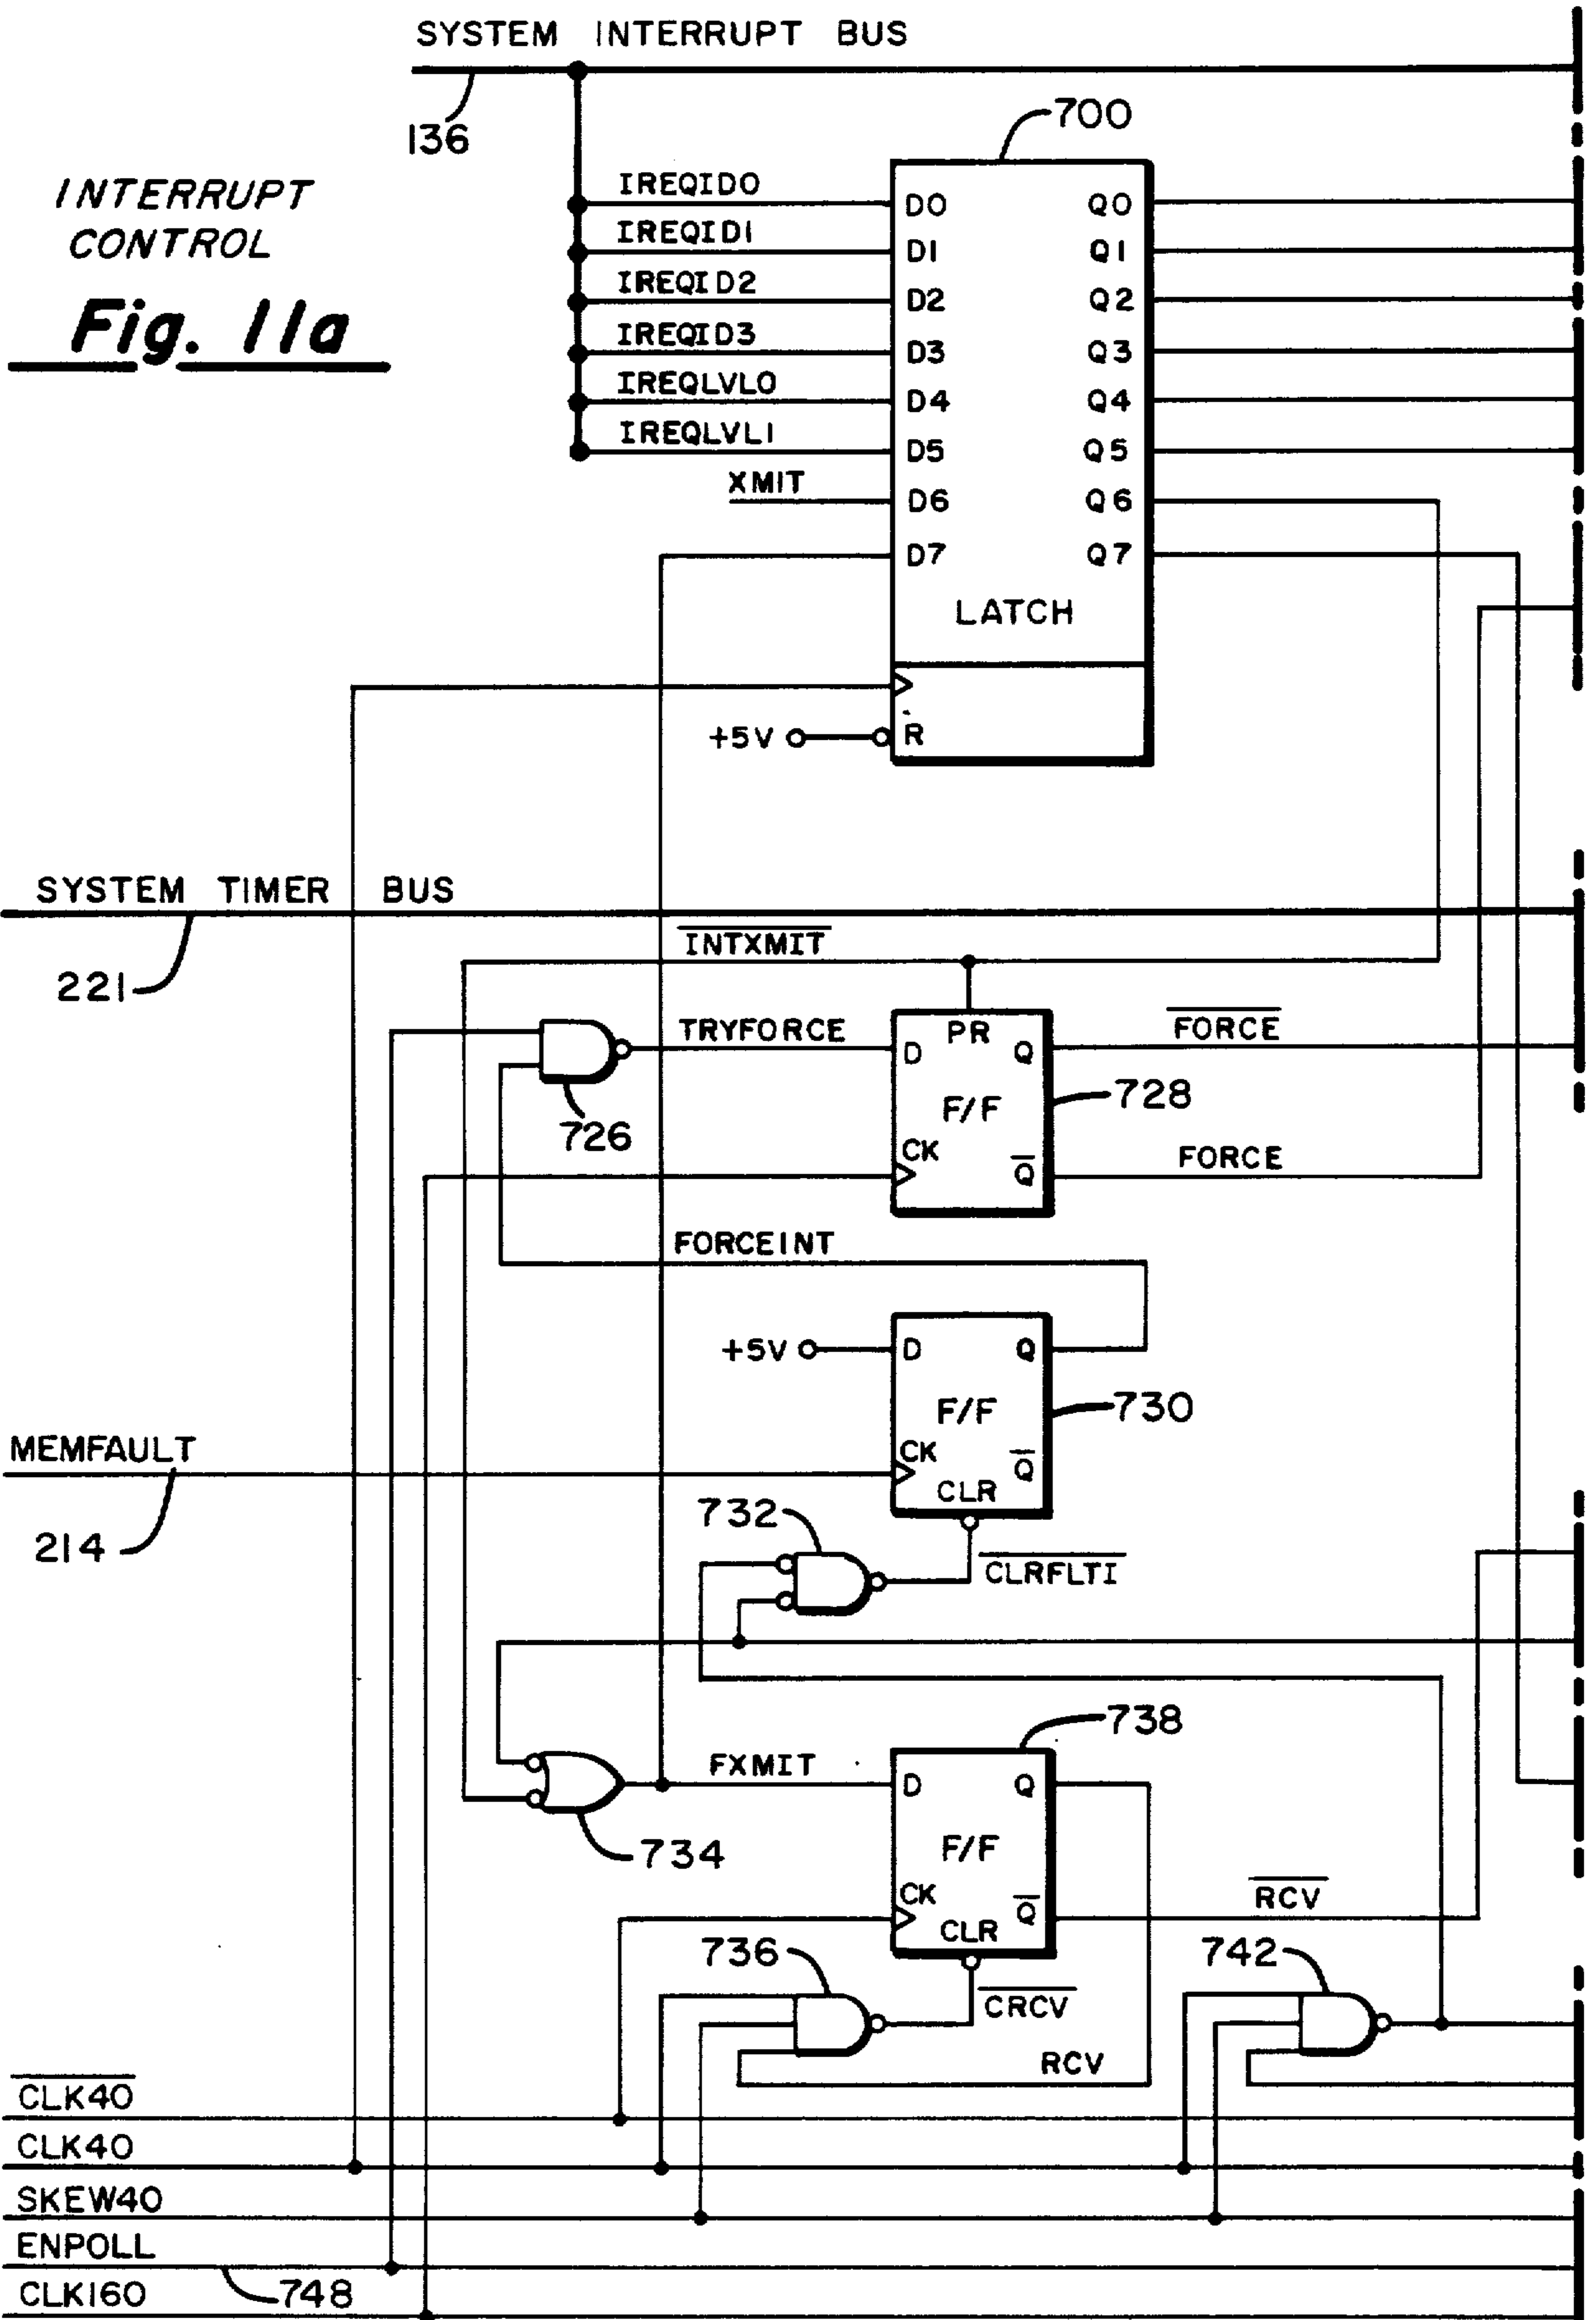 SYSTEM INTERRUPT BUS
136
700
INTERRUPT
CONTROL
Fig. 11a
IREQID0
D0
Q0
IREQID1
D1
Q1
IREQID2
D2
Q2
IREQID3
D3
Q3
IREQLVL0
D4
Q4
IREQLVL1
D5
Q5
XMIT
D6
Q6
D7
Q7
LATCH
+5V
R
SYSTEM TIMER BUS
221
INTXMIT
TRYFORCE
D
PR
Q
FORCE
F/F
728
726
CK
Q
FORCE
FORCEINT
+5V
D
Q
F/F
730
MEMFAULT
CK
Q
CLR
214
732
CLRFLTI
738
FXMIT
D
Q
F/F
734
CK
Q
CLR
RCV
736
742
CRCV
RCV
CLK40
CLK40
SKEW40
ENPOLL
748
CLK160